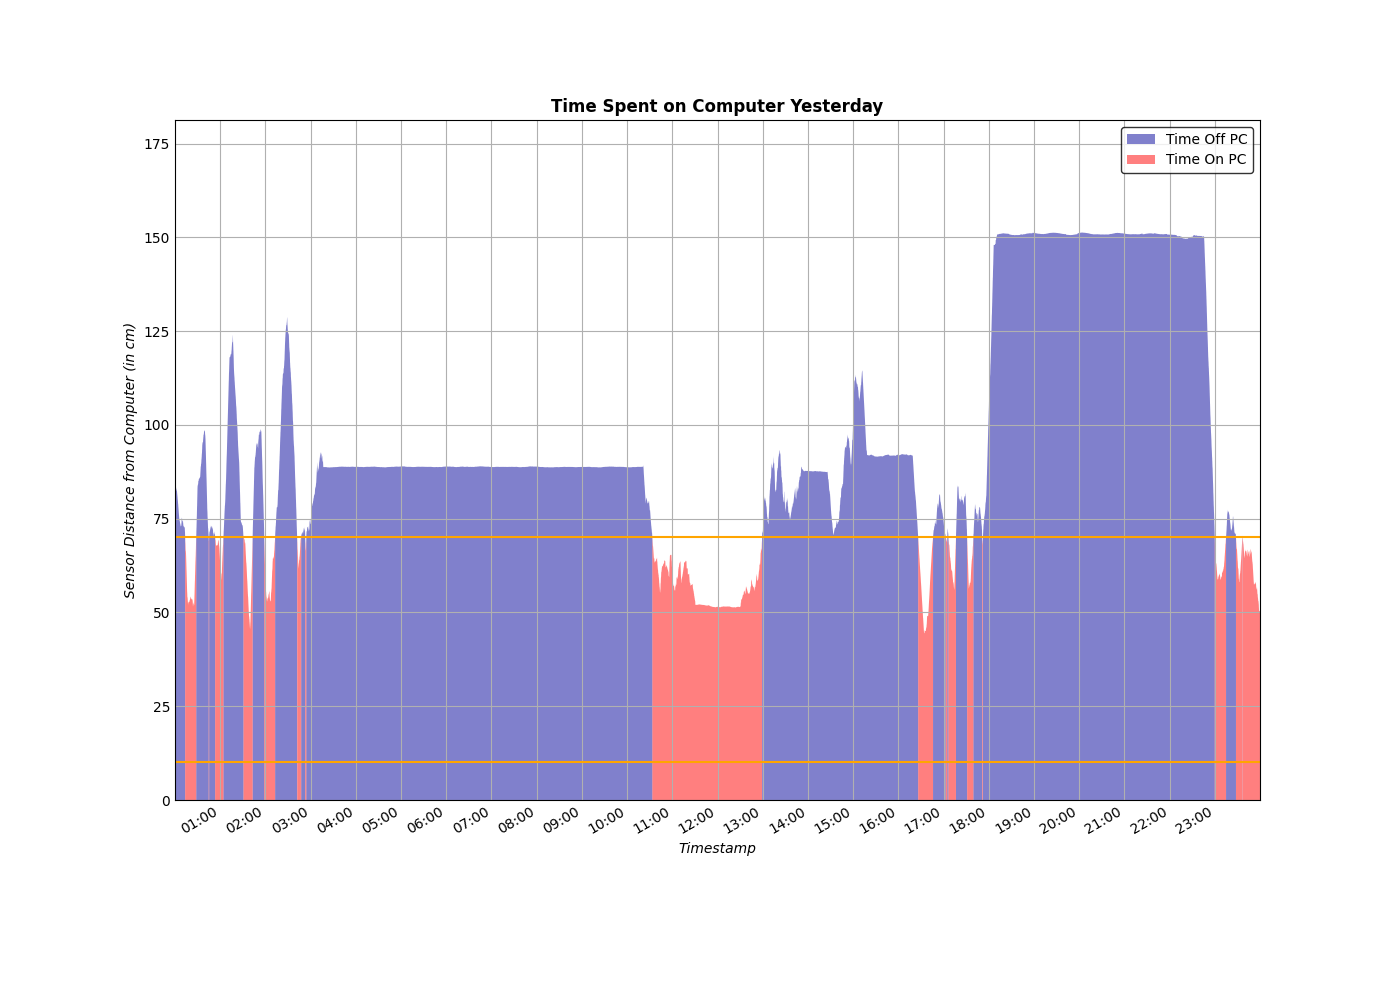 Time Spent on Computer Yesterday
Time Off PC
Time On PC
175
150
125
100
75
50
25
0
Sensor Distance from Computer (in cm)
01:00 02:00 03:00 04:00 05:00 06:00 07:00 08:00 09:00 10:00 11:00 12:00 13:00 14:00 15:00 16:00 17:00 18:00 19:00 20:00 21:00 22:00 23:00
Timestamp